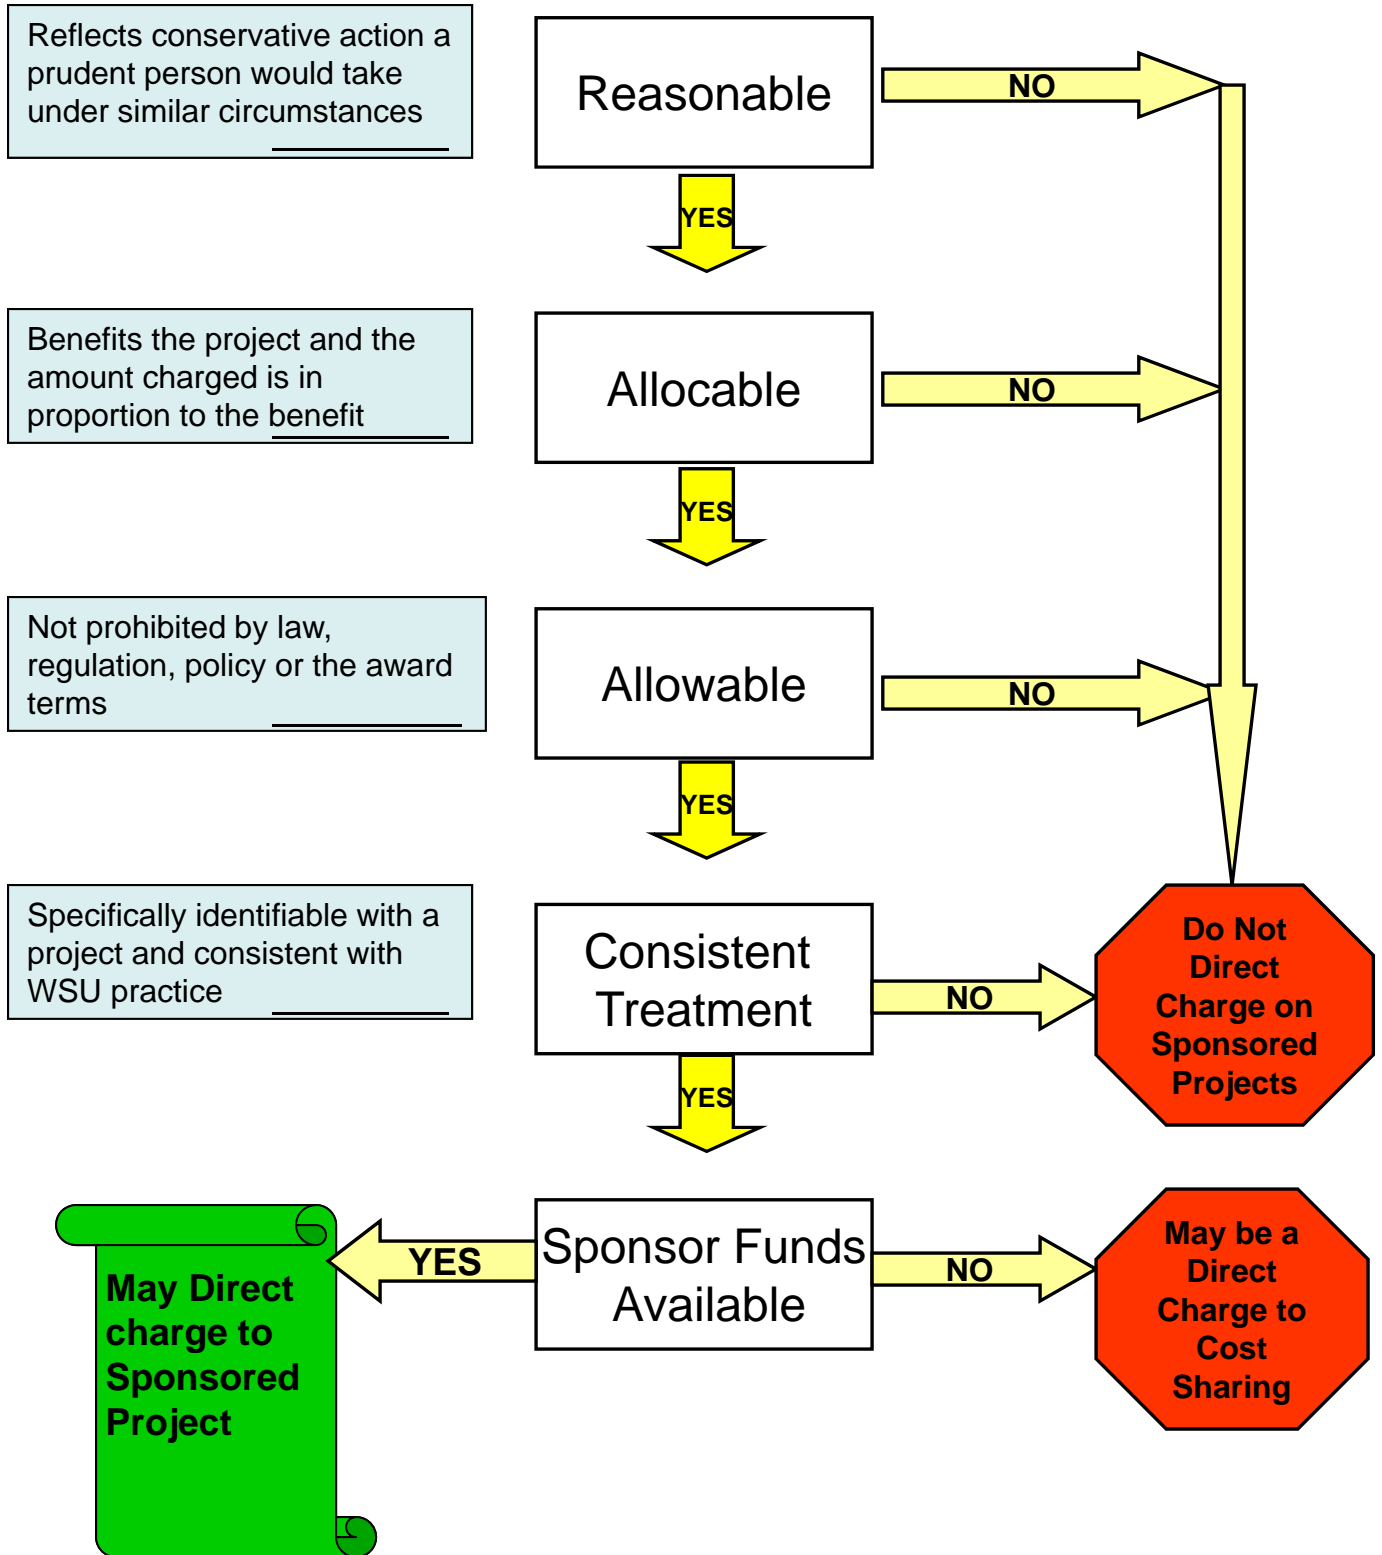 Reflects conservative action a
prudent person would take
under similar circumstances
Reasonable
NO
YES
Benefits the project and the
amount charged is in
proportion to the benefit
Allocable
NO
YES
Not prohibited by law,
regulation, policy or the award
terms
Allowable
NO
YES
Specifically identifiable with a
project and consistent with
WSU practice
Consistent
Treatment
NO
Do Not
Direct
Charge on
Sponsored
Projects
YES
May Direct
charge to
Sponsored
Project
YES
Sponsor Funds
Available
NO
May be a
Direct
Charge to
Cost
Sharing